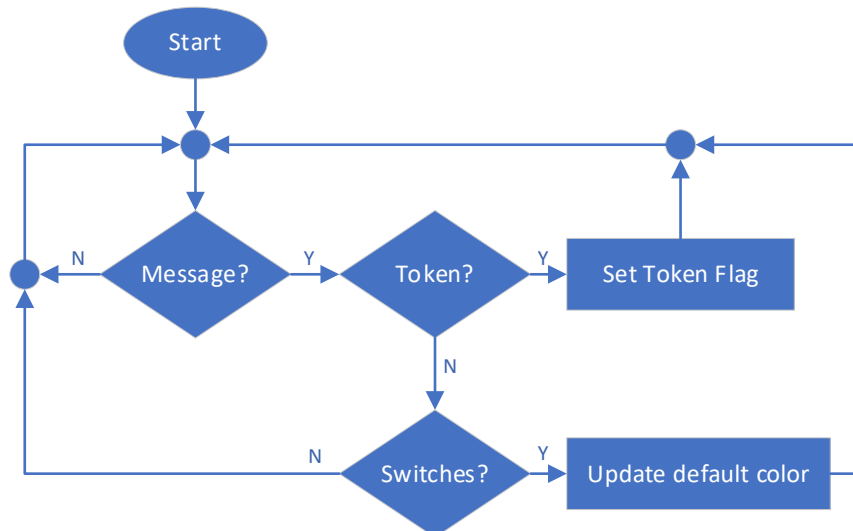 Start
N
Message?
Y
Token?
Y
Set Token Flag
N
N
Switches?
Y
Update default color